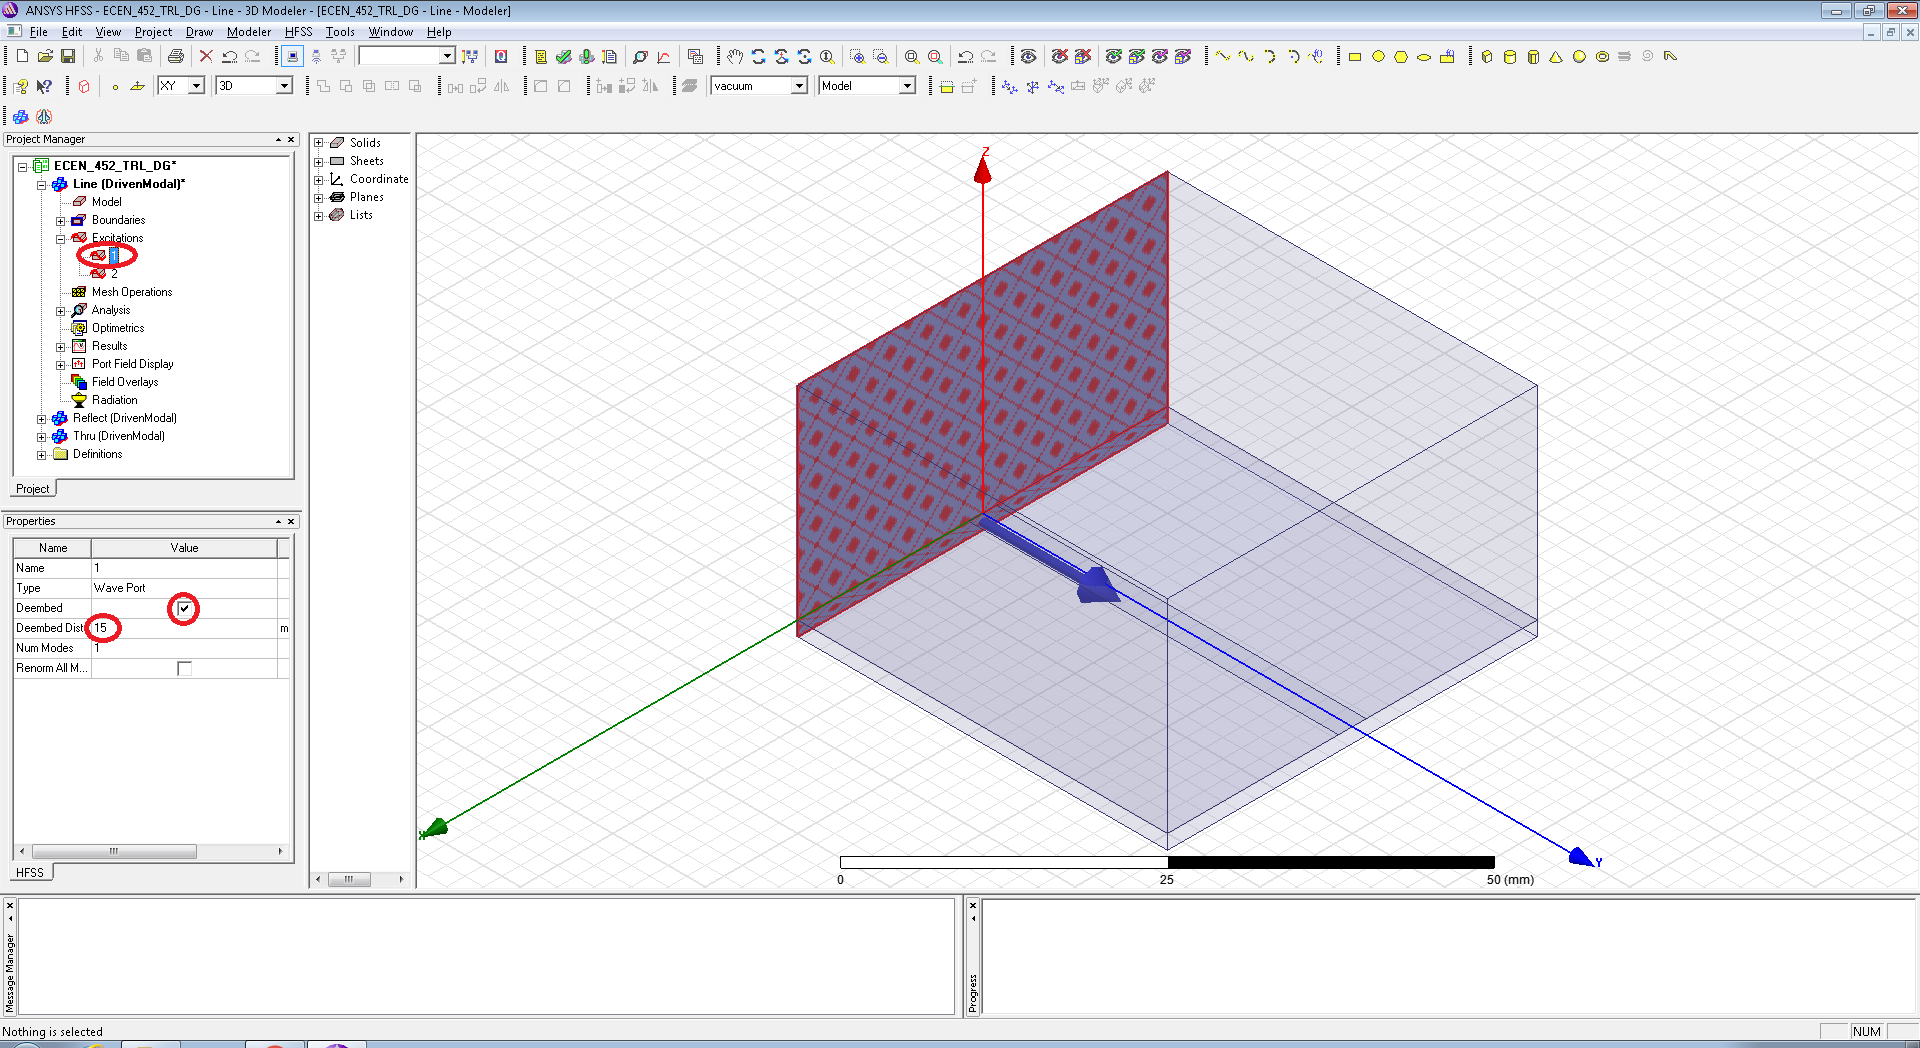 ANSYS HFSS - ECEN_452_TRL_DG - Line - 3D Modeler - [ECEN_452_TRL_DG - Line - Modeler]
File Edit View Project Draw Modeler HFSS Tools Window Help
XY 3D vacuum Model
Project Manager
ECEN_452_TRL_DG*
Line (DrivenModal)*
Model
Boundaries
Excitations
1
2
Mesh Operations
Analysis
Optimetrics
Results
Port Field Display
Field Overlays
Radiation
Reflect (DrivenModal)
Thru (DrivenModal)
Definitions
Project
Properties
Name Value
Name 1
Type Wave Port
Deembed
Deembed Dist 15 m
Num Modes 1
Renorm All M...
HFSS
Solids
Sheets
Coordinate
Planes
Lists
Z
X
Y
0 25 50 (mm)
Message Manager
Progress
Nothing is selected
NUM